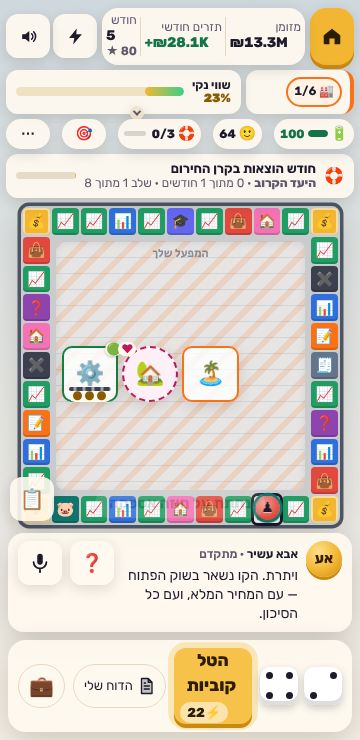 מזומן
₪13.3M
תזרים חודשי
+₪28.1K
חודש
5
★ 80
1/6
שווי נקי
23%
100
64
0/3
...
חודש הוצאות בקרן החירום
היעד הקרוב • 0 מתוך 1 חודשים • שלב 1 מתוך 8
המפעל שלך
אע
אבא עשיר • מתקדם
ויתרת. הקו נשאר בשוק הפתוח
— עם המחיר המלא, ועם כל
הסיכון.
הטל
קוביות
22⚡
הדוח שלי